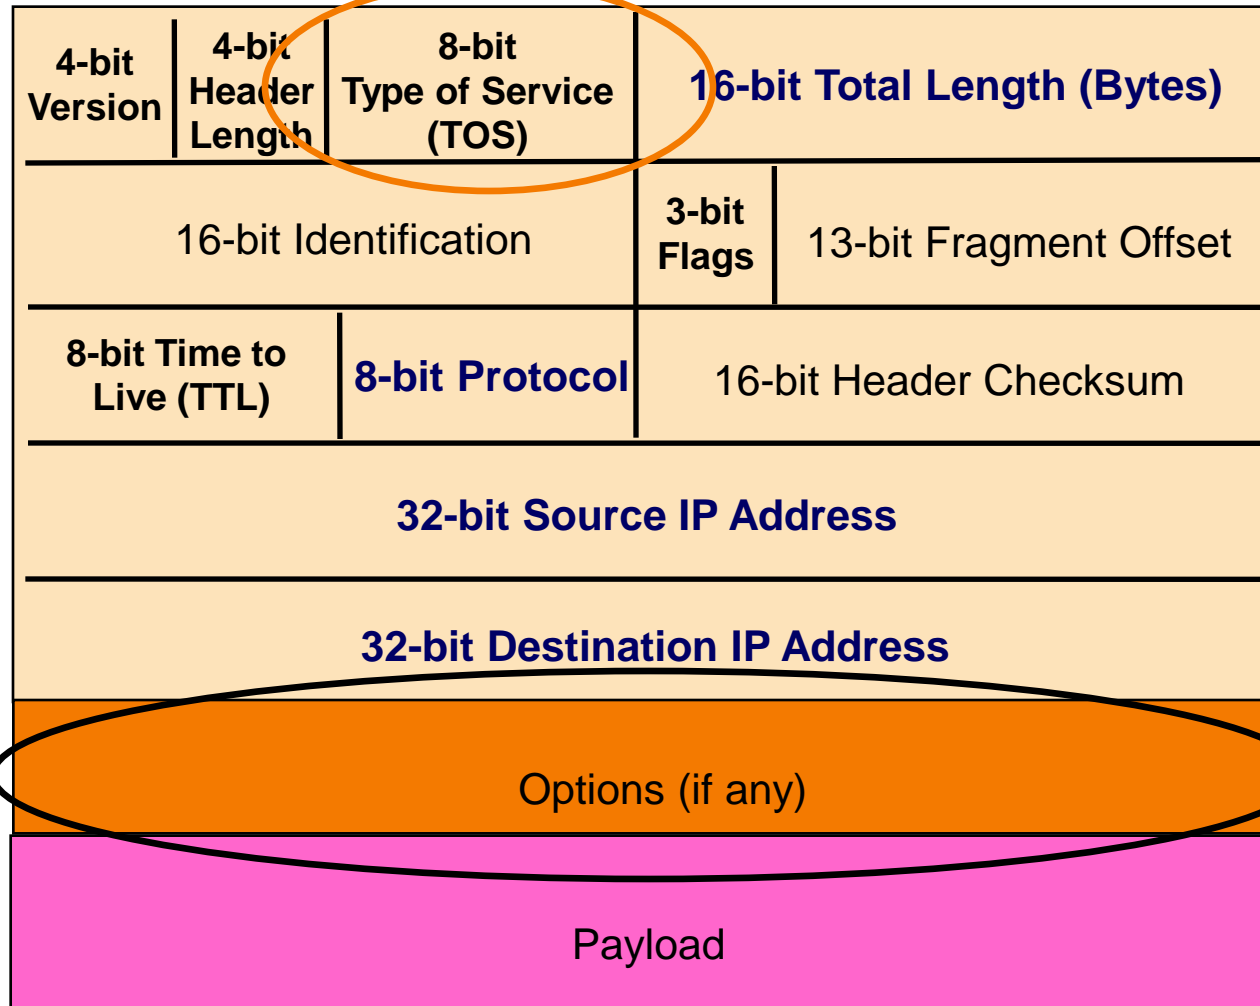 4-bit
Version
4-bit
Header
Length
8-bit
Type of Service
(TOS)
16-bit Total Length (Bytes)
16-bit Identification
3-bit
Flags
13-bit Fragment Offset
8-bit Time to
Live (TTL)
8-bit Protocol
16-bit Header Checksum
32-bit Source IP Address
32-bit Destination IP Address
Options (if any)
Payload